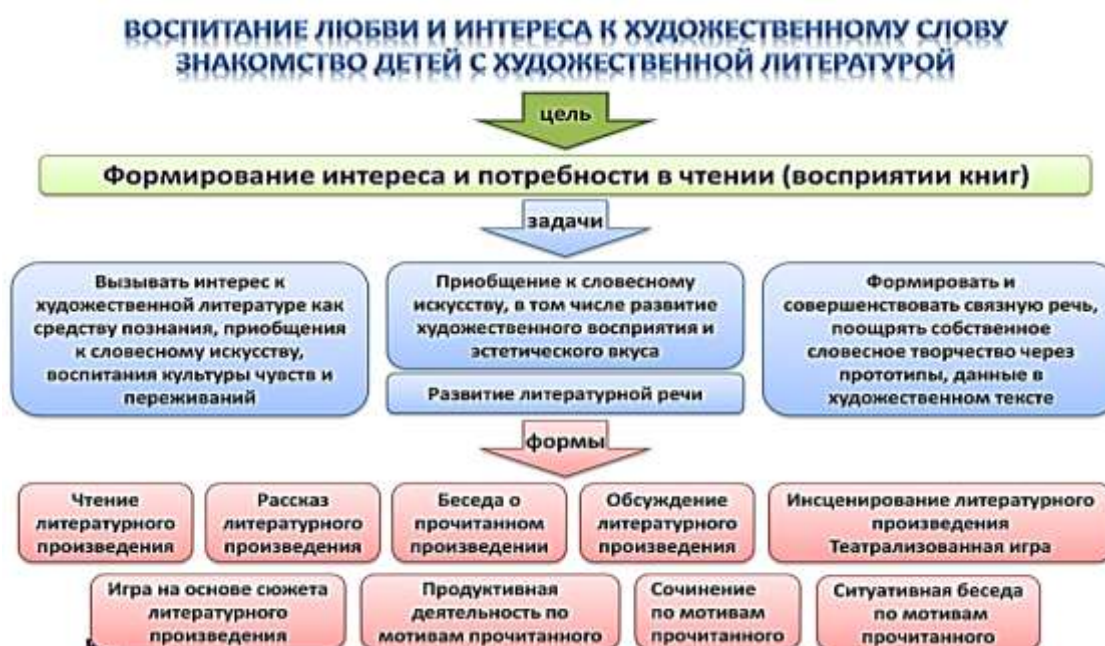 ВОСПИТАНИЕ ЛЮБВИ И ИНТЕРЕСА К ХУДОЖЕСТВЕННОМУ СЛОВУ
ЗНАКОМСТВО ДЕТЕЙ С ХУДОЖЕСТВЕННОЙ ЛИТЕРАТУРОЙ
цель
Формирование интереса и потребности в чтении (восприятии книг)
задачи
Вызывать интерес к
художественной литературе как
средству познания, приобщения
к словесному искусству,
воспитания культуры чувств и
переживаний
Приобщение к словесному
искусству, в том числе развитие
художественного восприятия и
эстетического вкуса
Развитие литературной речи
Формировать и
совершенствовать связную речь,
поощрять собственное
словесное творчество через
прототипы, данные в
художественном тексте
формы
Чтение
литературного
произведения
Рассказ
литературного
произведения
Беседа о
прочитанном
произведении
Обсуждение
литературного
произведения
Инсценирование литературного
произведения
Театрализованная игра
Игра на основе сюжета
литературного
произведения
Продуктивная
деятельность по
мотивам прочитанного
Сочинение
по мотивам
прочитанного
Ситуативная беседа
по мотивам
прочитанного